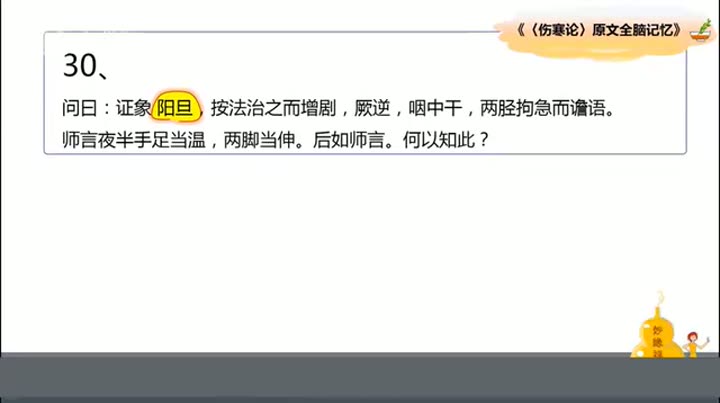 《〈伤寒论〉原文全脑记忆》
30、
问曰：证象阳旦，按法治之而增剧，厥逆，咽中干，两胫拘急而谵语。
师言夜半手足当温，两脚当伸。后如师言。何以知此？